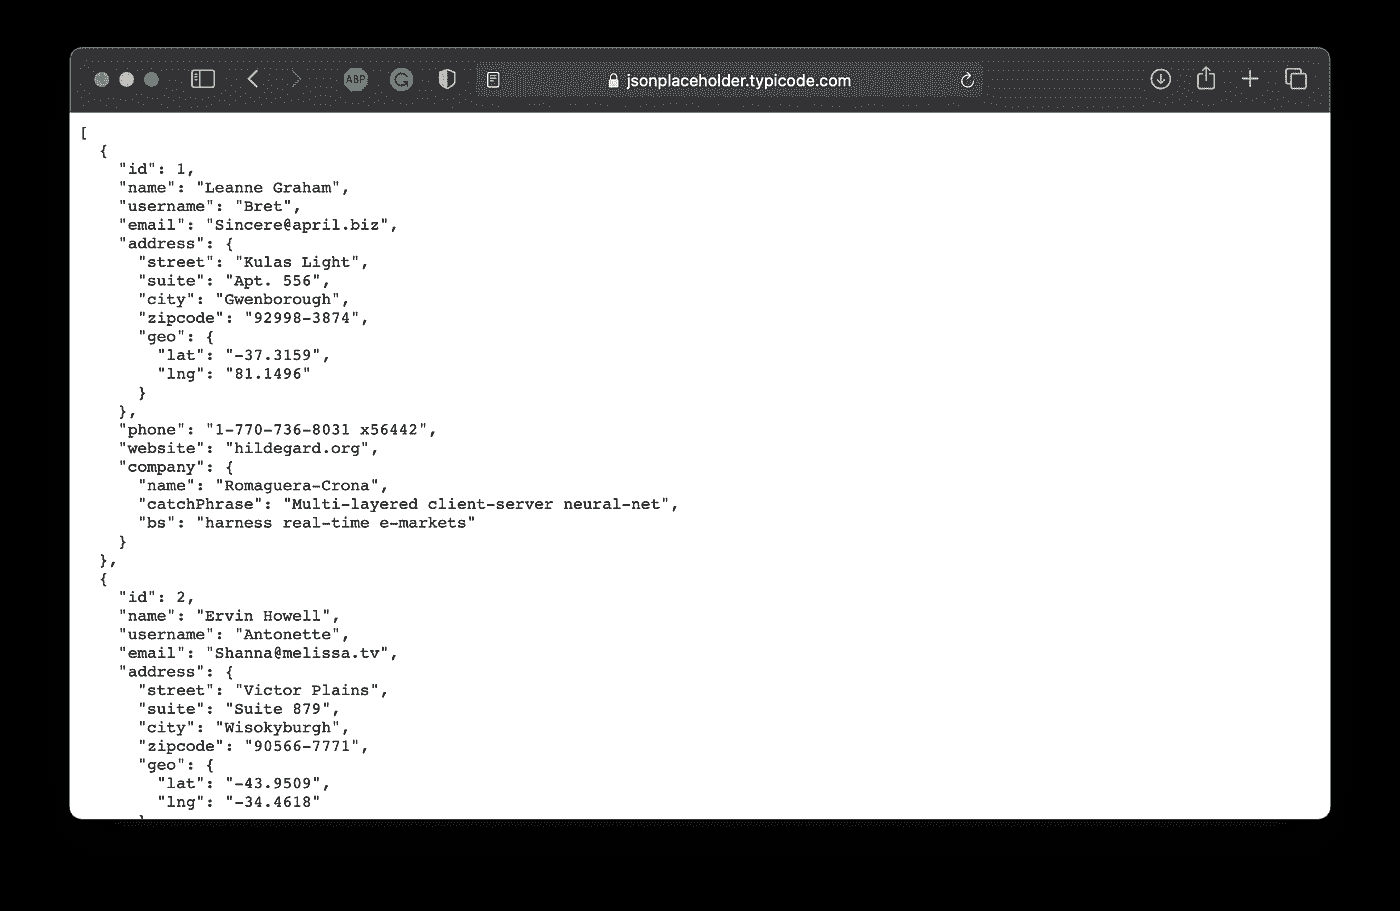 ABP
jsonplaceholder.typicode.com
[
  {
    "id": 1,
    "name": "Leanne Graham",
    "username": "Bret",
    "email": "Sincere@april.biz",
    "address": {
      "street": "Kulas Light",
      "suite": "Apt. 556",
      "city": "Gwenborough",
      "zipcode": "92998-3874",
      "geo": {
        "lat": "-37.3159",
        "lng": "81.1496"
      }
    },
    "phone": "1-770-736-8031 x56442",
    "website": "hildegard.org",
    "company": {
      "name": "Romaguera-Crona",
      "catchPhrase": "Multi-layered client-server neural-net",
      "bs": "harness real-time e-markets"
    }
  },
  {
    "id": 2,
    "name": "Ervin Howell",
    "username": "Antonette",
    "email": "Shanna@melissa.tv",
    "address": {
      "street": "Victor Plains",
      "suite": "Suite 879",
      "city": "Wisokyburgh",
      "zipcode": "90566-7771",
      "geo": {
        "lat": "-43.9509",
        "lng": "-34.4618"